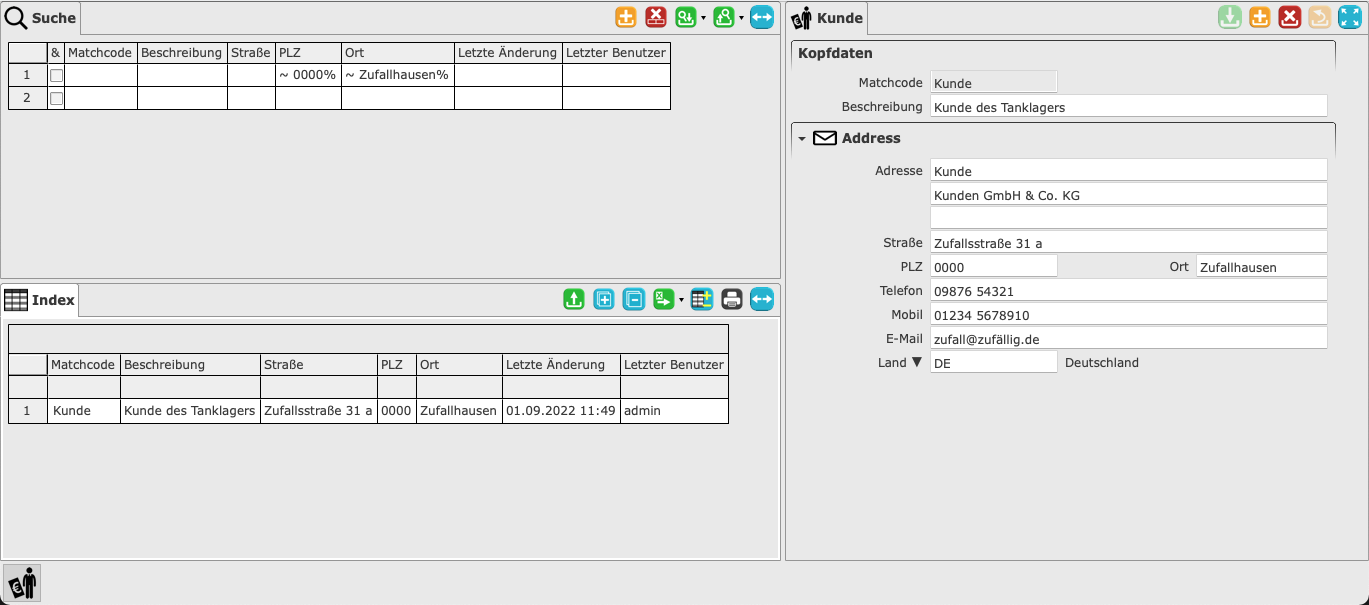 Suche
& Matchcode Beschreibung Straße PLZ Ort Letzte Änderung Letzter Benutzer
1 ~ 0000% ~ Zufallhausen%
2
Index
Matchcode Beschreibung Straße PLZ Ort Letzte Änderung Letzter Benutzer
1 Kunde Kunde des Tanklagers Zufallsstraße 31 a 0000 Zufallhausen 01.09.2022 11:49 admin
Kunde
Kopfdaten
Matchcode Kunde
Beschreibung Kunde des Tanklagers
Address
Adresse Kunde
Kunden GmbH & Co. KG
Straße Zufallsstraße 31 a
PLZ 0000 Ort Zufallhausen
Telefon 09876 54321
Mobil 01234 5678910
E-Mail zufall@zufällig.de
Land ▼ DE Deutschland